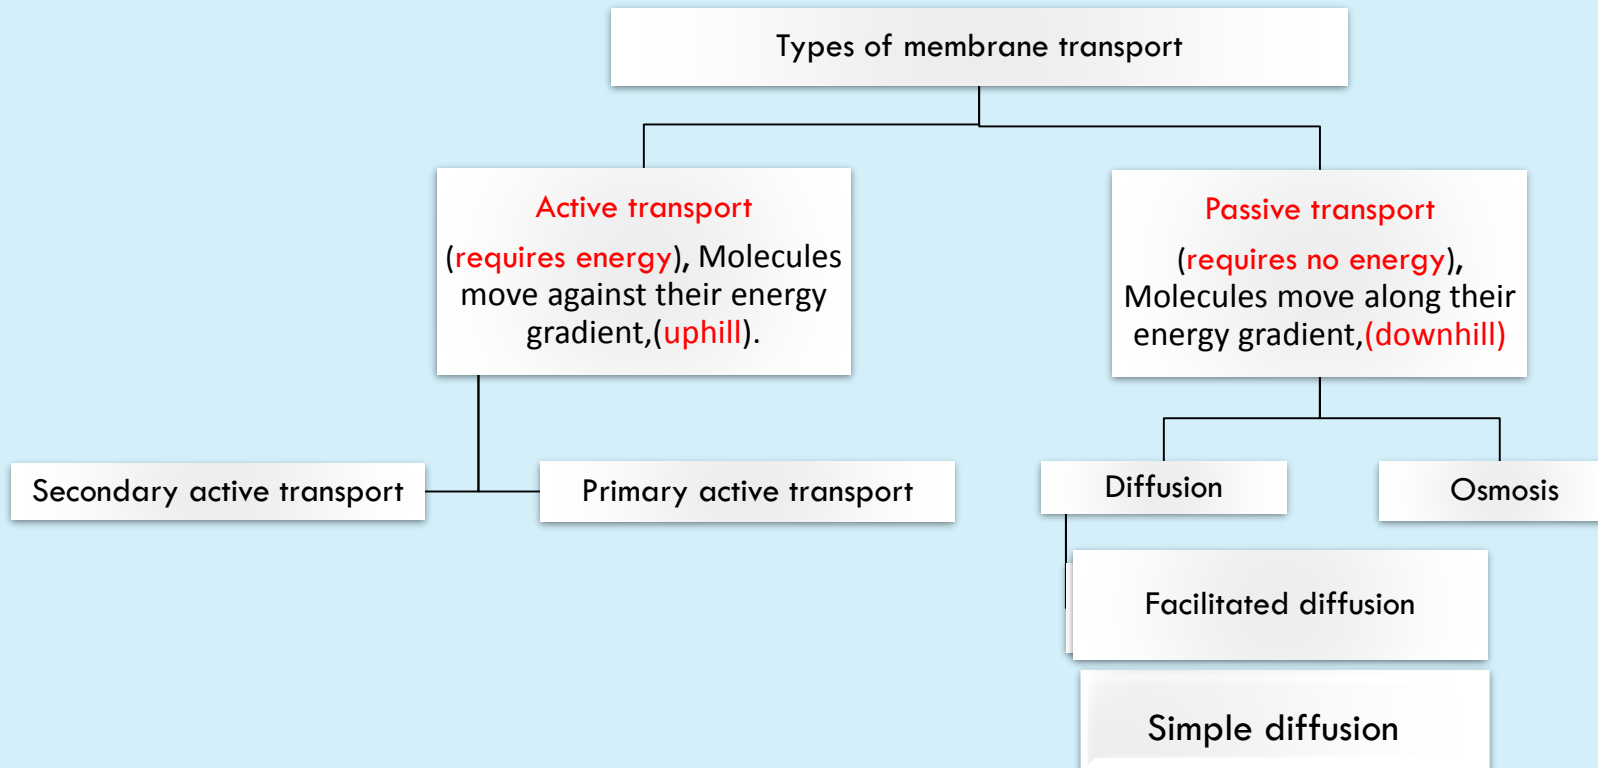 Types of membrane transport
Active transport
(requires energy), Molecules
move against their energy
gradient,(uphill).
Passive transport
(requires no energy),
Molecules move along their
energy gradient,(downhill)
Secondary active transport
Primary active transport
Diffusion
Osmosis
Facilitated diffusion
Simple diffusion